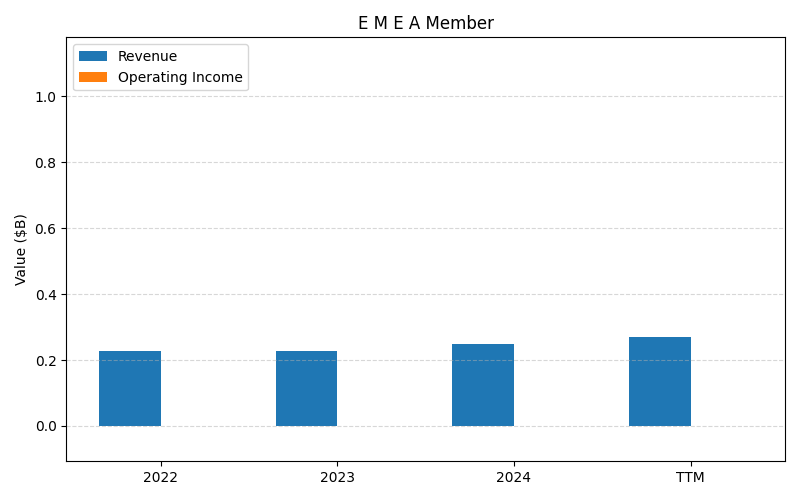 E M E A Member
Revenue
Operating Income
Value ($B)
1.0
0.8
0.6
0.4
0.2
0.0
2022 2023 2024 TTM